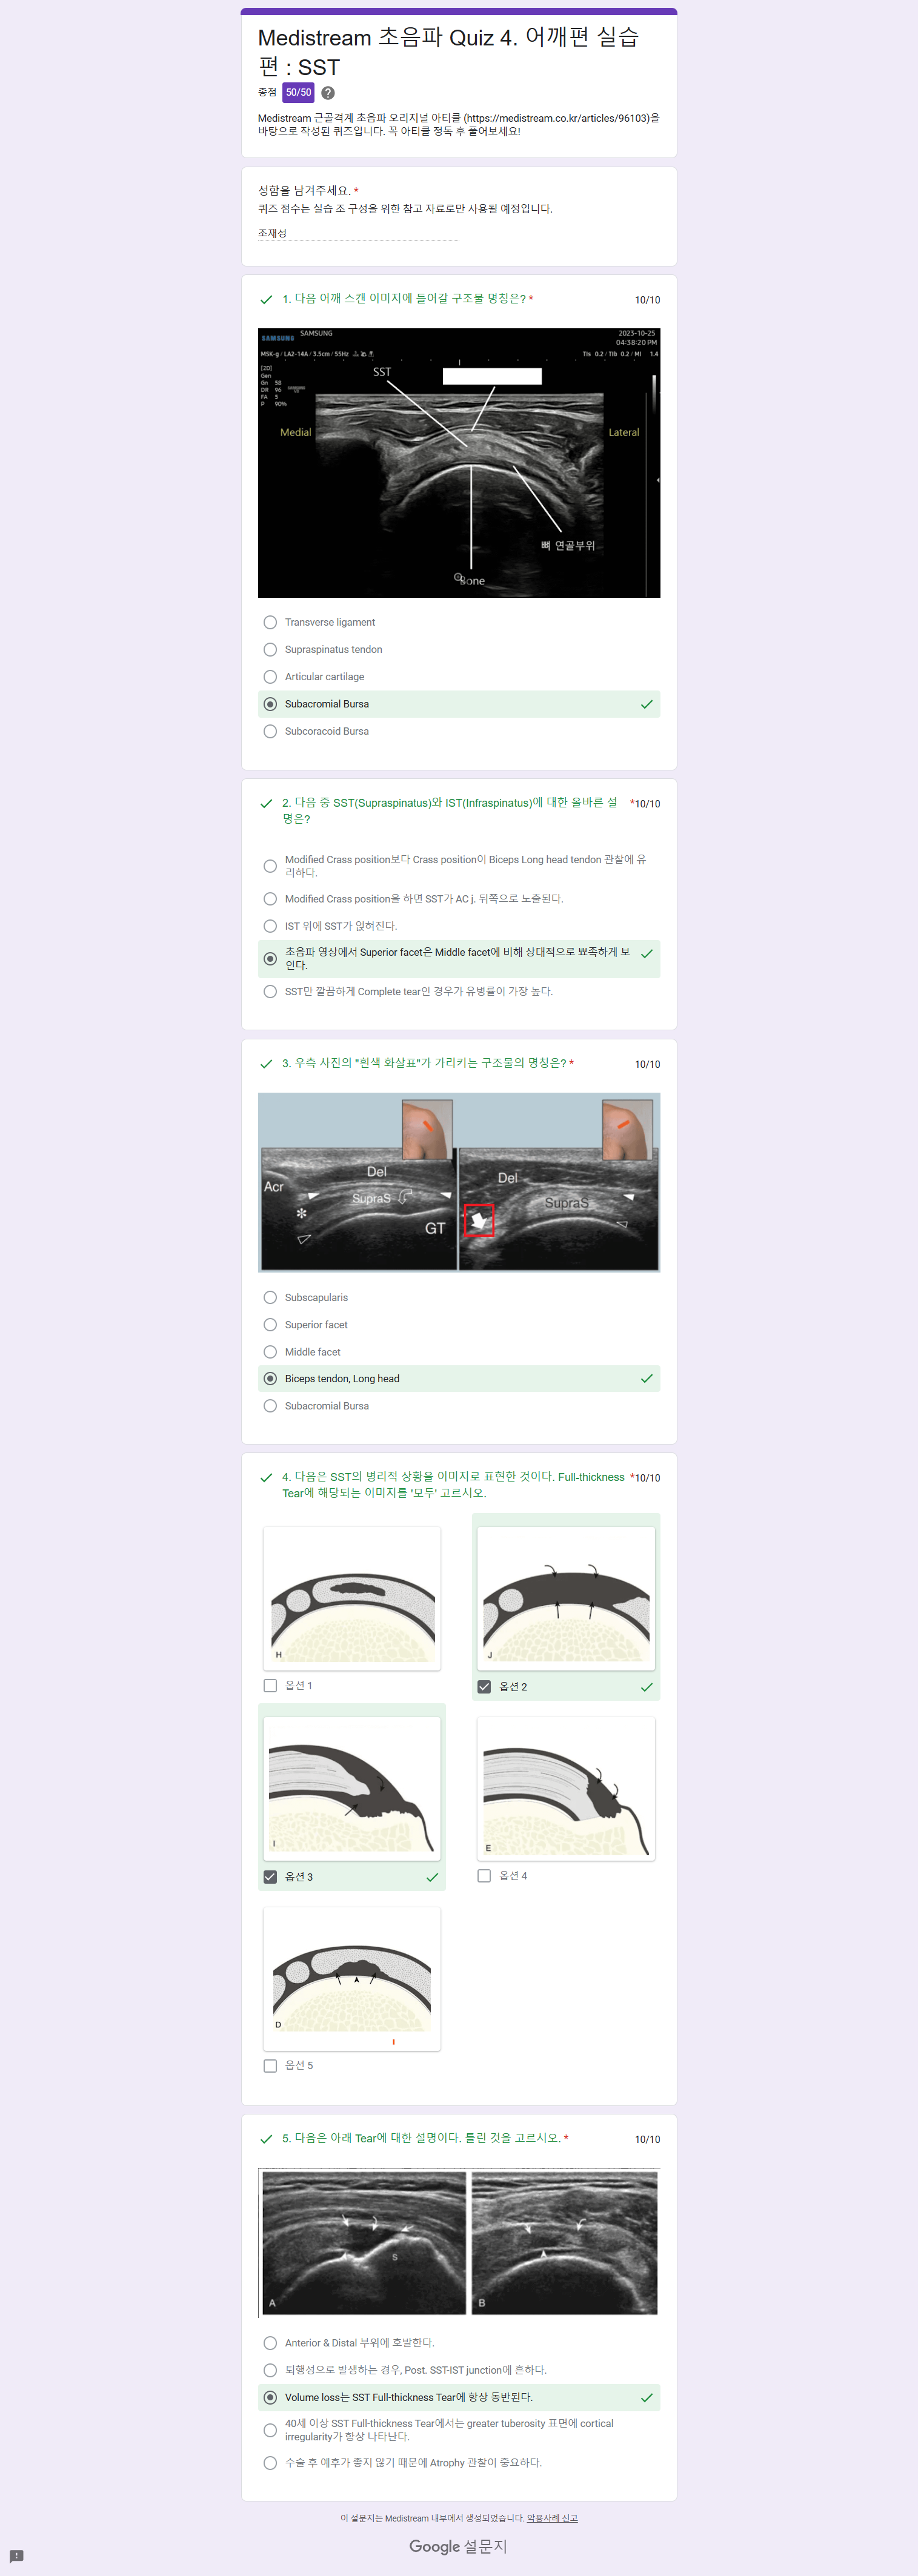 Medistream 초음파 Quiz 4. 어깨편 실습
편 : SST
총점 50/50
Medistream 근골격계 초음파 오리지널 아티클 (https://medistream.co.kr/articles/96103)을
바탕으로 작성된 퀴즈입니다. 꼭 아티클 정독 후 풀어보세요!
성함을 남겨주세요. *
퀴즈 점수는 실습 조 구성을 위한 참고 자료로만 사용될 예정입니다.
조재성
1. 다음 어깨 스캔 이미지에 들어갈 구조물 명칭은? * 10/10
SAMSUNG SAMSUNG 2023-10-25
04:38:20 PM
MSK-g / LA2-14A / 3.5cm / 55Hz TIs 0.2 / TIb 0.2 / MI 1.4
[2D]
Gen
Gn 58
DR 96
FA 5
P 90%
SST
Medial Lateral
뼈 연골부위
Bone
Transverse ligament
Supraspinatus tendon
Articular cartilage
Subacromial Bursa
Subcoracoid Bursa
2. 다음 중 SST(Supraspinatus)와 IST(Infraspinatus)에 대한 올바른 설 *10/10
명은?
Modified Crass position보다 Crass position이 Biceps Long head tendon 관찰에 유
리하다.
Modified Crass position을 하면 SST가 AC j. 뒤쪽으로 노출된다.
IST 위에 SST가 얹혀진다.
초음파 영상에서 Superior facet은 Middle facet에 비해 상대적으로 뾰족하게 보
인다.
SST만 깔끔하게 Complete tear인 경우가 유병률이 가장 높다.
3. 우측 사진의 "흰색 화살표"가 가리키는 구조물의 명칭은? * 10/10
Acr Del Del
SupraS SupraS
* GT
Subscapularis
Superior facet
Middle facet
Biceps tendon, Long head
Subacromial Bursa
4. 다음은 SST의 병리적 상황을 이미지로 표현한 것이다. Full-thickness *10/10
Tear에 해당되는 이미지를 '모두' 고르시오.
H J
옵션 1 옵션 2
I E
옵션 3 옵션 4
D
옵션 5
5. 다음은 아래 Tear에 대한 설명이다. 틀린 것을 고르시오. * 10/10
S
A B
Anterior & Distal 부위에 호발한다.
퇴행성으로 발생하는 경우, Post. SST-IST junction에 흔하다.
Volume loss는 SST Full-thickness Tear에 항상 동반된다.
40세 이상 SST Full-thickness Tear에서는 greater tuberosity 표면에 cortical
irregularity가 항상 나타난다.
수술 후 예후가 좋지 않기 때문에 Atrophy 관찰이 중요하다.
이 설문지는 Medistream 내부에서 생성되었습니다. 악용사례 신고
Google 설문지